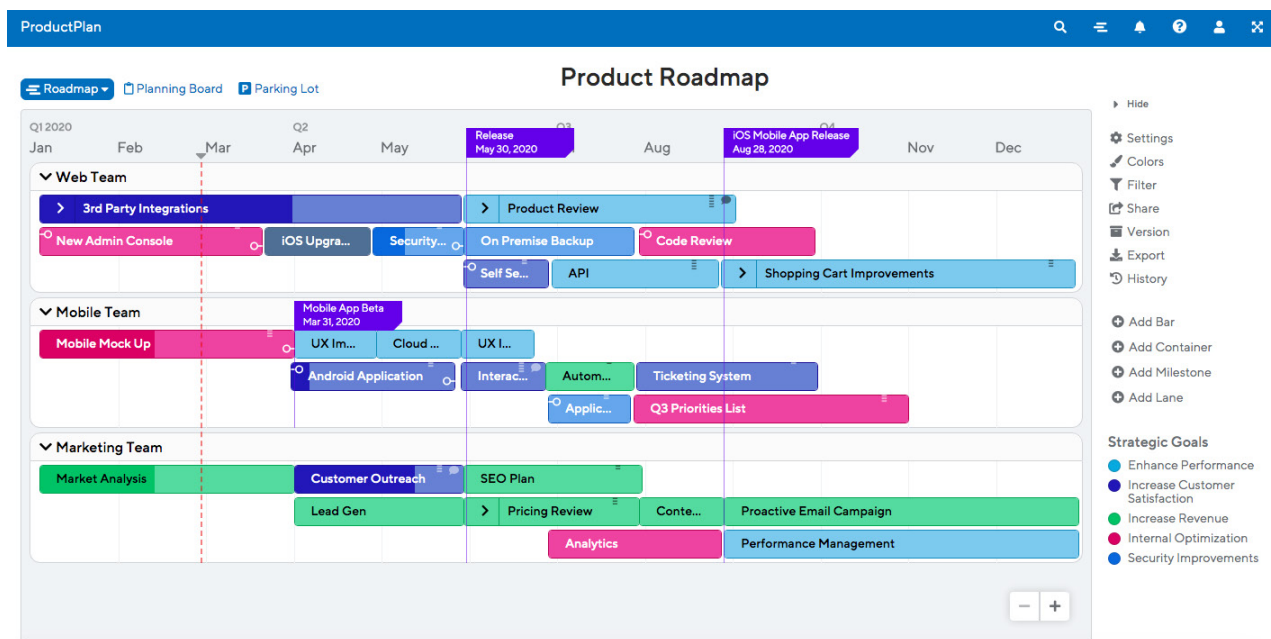 ProductPlan
Product Roadmap
Roadmap
Planning Board
P Parking Lot
Hide
Q1 2020 Q2 Q3 Q4
Jan Feb Mar Apr May Aug Nov Dec
Release
May 30, 2020
iOS Mobile App Release
Aug 28, 2020
Web Team
3rd Party Integrations
Product Review
New Admin Console
iOS Upgra...
Security...
On Premise Backup
Code Review
Self Se...
API
Shopping Cart Improvements
Mobile Team
Mobile App Beta
Mar 31, 2020
Mobile Mock Up
UX Im...
Cloud ...
UX I...
Android Application
Interac...
Autom...
Ticketing System
Applic...
Q3 Priorities List
Marketing Team
Market Analysis
Customer Outreach
SEO Plan
Lead Gen
Pricing Review
Conte...
Proactive Email Campaign
Analytics
Performance Management
Settings
Colors
Filter
Share
Version
Export
History
Add Bar
Add Container
Add Milestone
Add Lane
Strategic Goals
Enhance Performance
Increase Customer
Satisfaction
Increase Revenue
Internal Optimization
Security Improvements